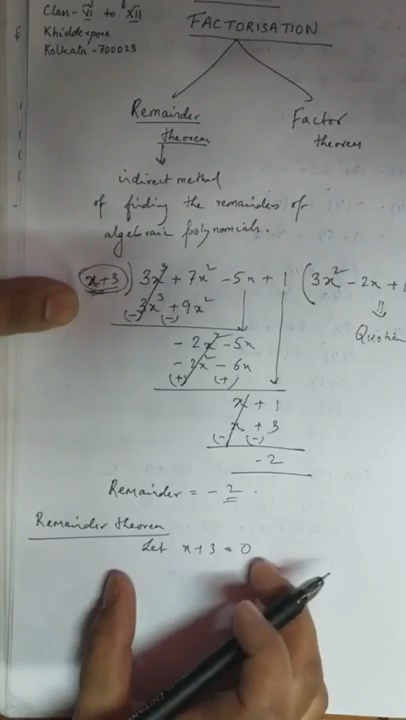 Class - VI to XII
FACTORISATION
Khidderpore
Kolkata - 700023
Remainder theorem
Factor theorem
indirect method
of finding the remainders of
algebraic polynomials.
x+3 ) 3x³ + 7x² - 5x + 1 ( 3x² - 2x + 1
(-) 3x³ (-) + 9x²
Quotien
- 2x² - 5x
- 2x² - 6x
(+) (+)
x + 1
x + 3
(-) (-)
- 2
Remainder = - 2 .
Remainder theorem
Let x + 3 = 0